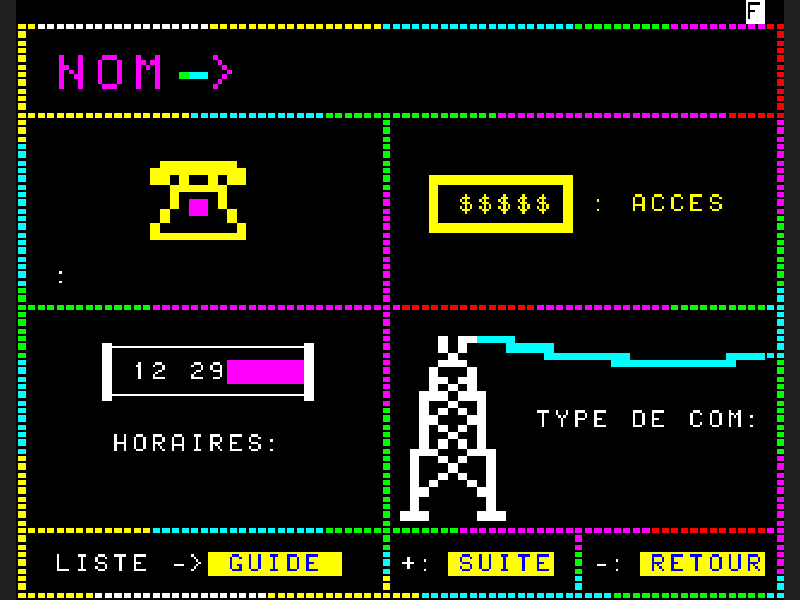 F
NOM ->
$$$$$ : ACCES
:
12 29
TYPE DE COM:
HORAIRES:
LISTE -> GUIDE +: SUITE -: RETOUR